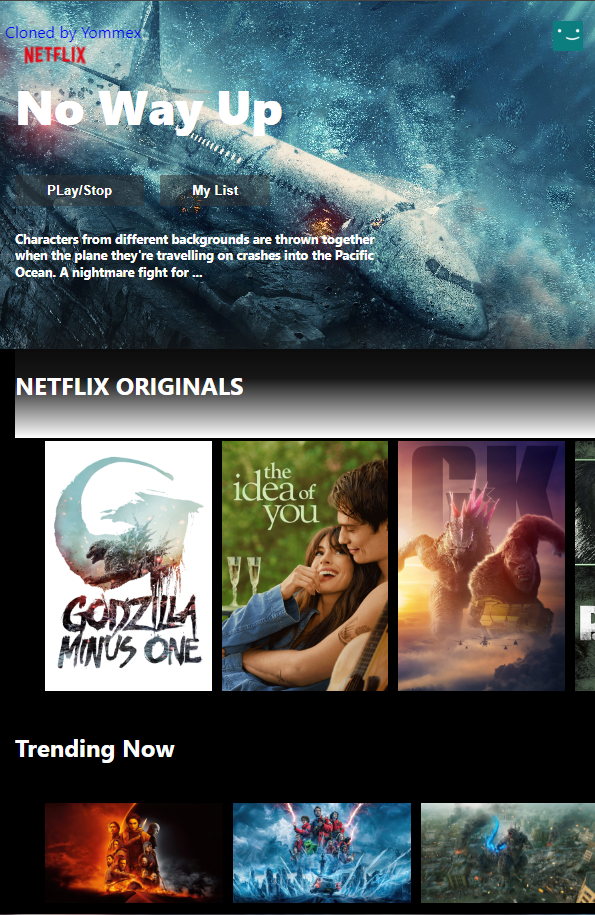 Cloned by Yommex
NETFLIX
No Way Up
PLay/Stop
My List
Characters from different backgrounds are thrown together
when the plane they're travelling on crashes into the Pacific
Ocean. A nightmare fight for ...
NETFLIX ORIGINALS
GODZILLA
MINUS ONE
the
idea of
you
GK
Trending Now